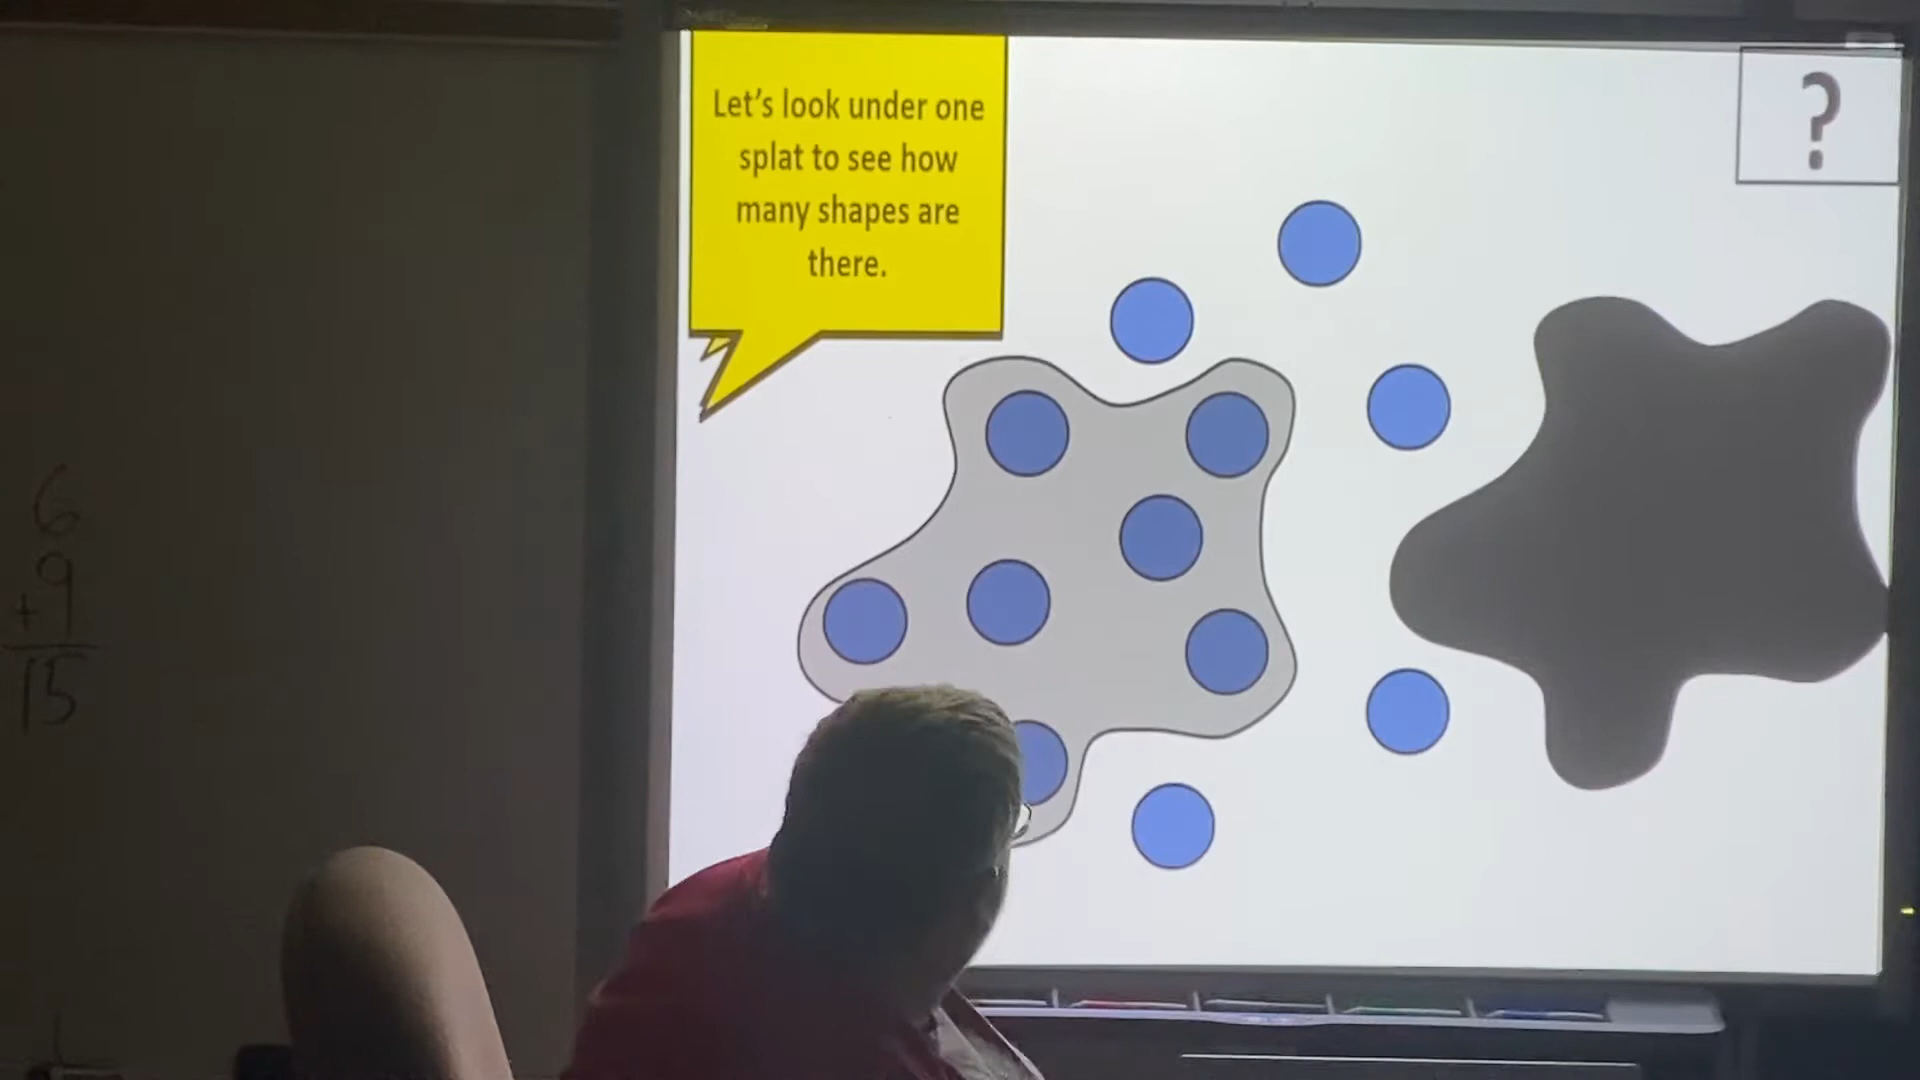 Let's look under one
splat to see how
many shapes are
there.
?
6
+9
15